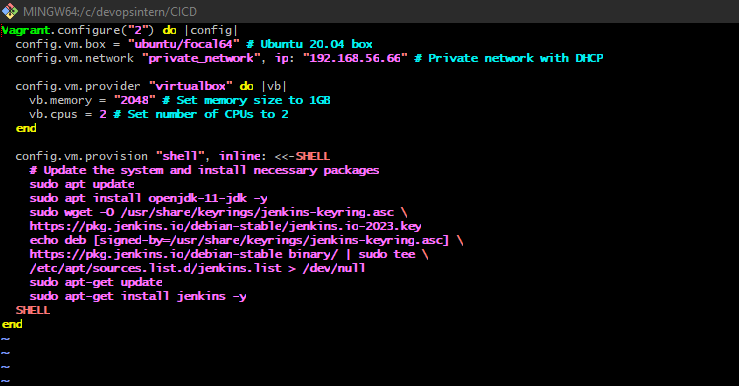 MINGW64:/c/devopsintern/CICD
Vagrant.configure("2") do |config|
  config.vm.box = "ubuntu/focal64" # Ubuntu 20.04 box
  config.vm.network "private_network", ip: "192.168.56.66" # Private network with DHCP

  config.vm.provider "virtualbox" do |vb|
    vb.memory = "2048" # Set memory size to 1GB
    vb.cpus = 2 # Set number of CPUs to 2
  end

  config.vm.provision "shell", inline: <<-SHELL
    # Update the system and install necessary packages
    sudo apt update
    sudo apt install openjdk-11-jdk -y
    sudo wget -O /usr/share/keyrings/jenkins-keyring.asc \
    https://pkg.jenkins.io/debian-stable/jenkins.io-2023.key
    echo deb [signed-by=/usr/share/keyrings/jenkins-keyring.asc] \
    https://pkg.jenkins.io/debian-stable binary/ | sudo tee \
    /etc/apt/sources.list.d/jenkins.list > /dev/null
    sudo apt-get update
    sudo apt-get install jenkins -y
  SHELL
end
~
~
~
~